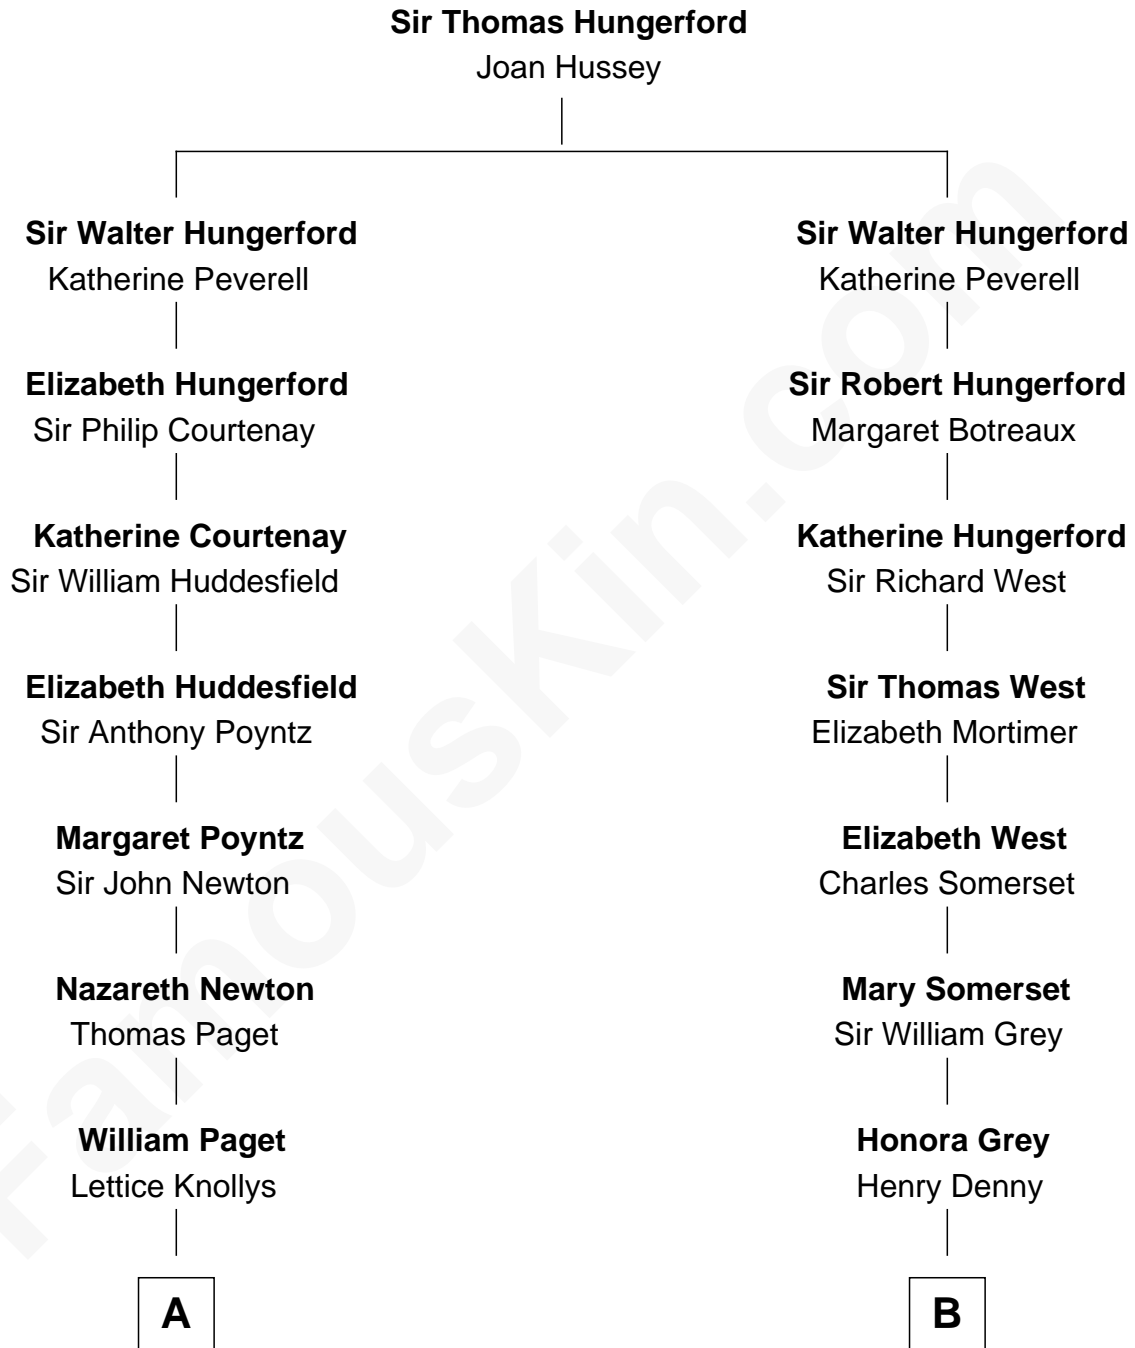 Sir Thomas Hungerford
Joan Hussey
Sir Walter Hungerford
Katherine Peverell
Sir Walter Hungerford
Katherine Peverell
Elizabeth Hungerford
Sir Philip Courtenay
Sir Robert Hungerford
Margaret Botreaux
Katherine Courtenay
Sir William Huddesfield
Katherine Hungerford
Sir Richard West
Elizabeth Huddesfield
Sir Anthony Poyntz
Sir Thomas West
Elizabeth Mortimer
Margaret Poyntz
Sir John Newton
Elizabeth West
Charles Somerset
Nazareth Newton
Thomas Paget
Mary Somerset
Sir William Grey
William Paget
Lettice Knollys
Honora Grey
Henry Denny
A
B
FamousKin.com